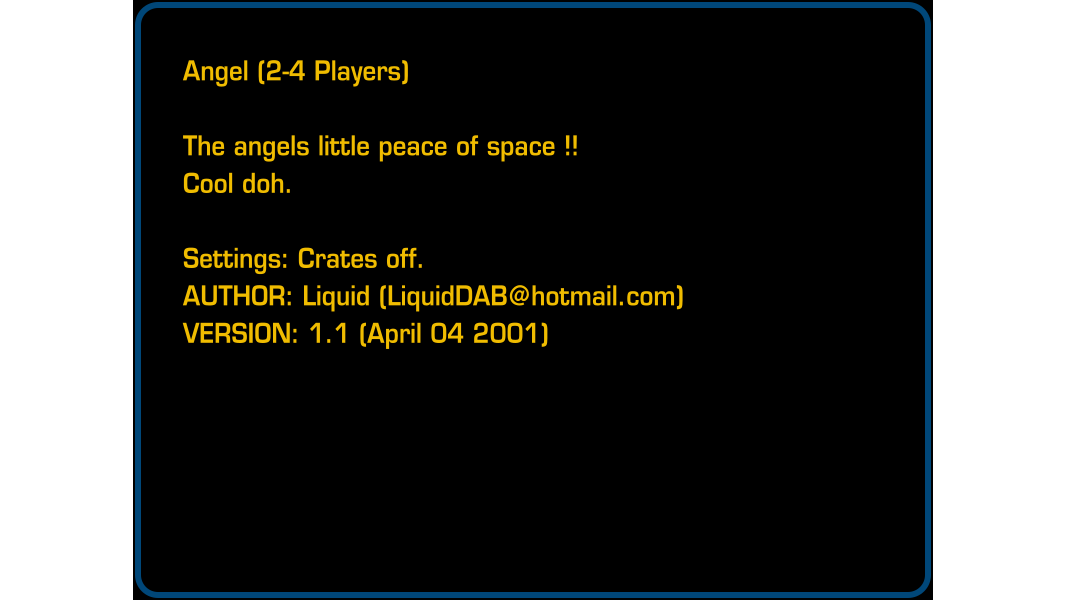 Angel (2-4 Players)
The angels little peace of space !!
Cool doh.
Settings: Crates off.
AUTHOR: Liquid (LiquidDAB@hotmail.com)
VERSION: 1.1 (April 04 2001)